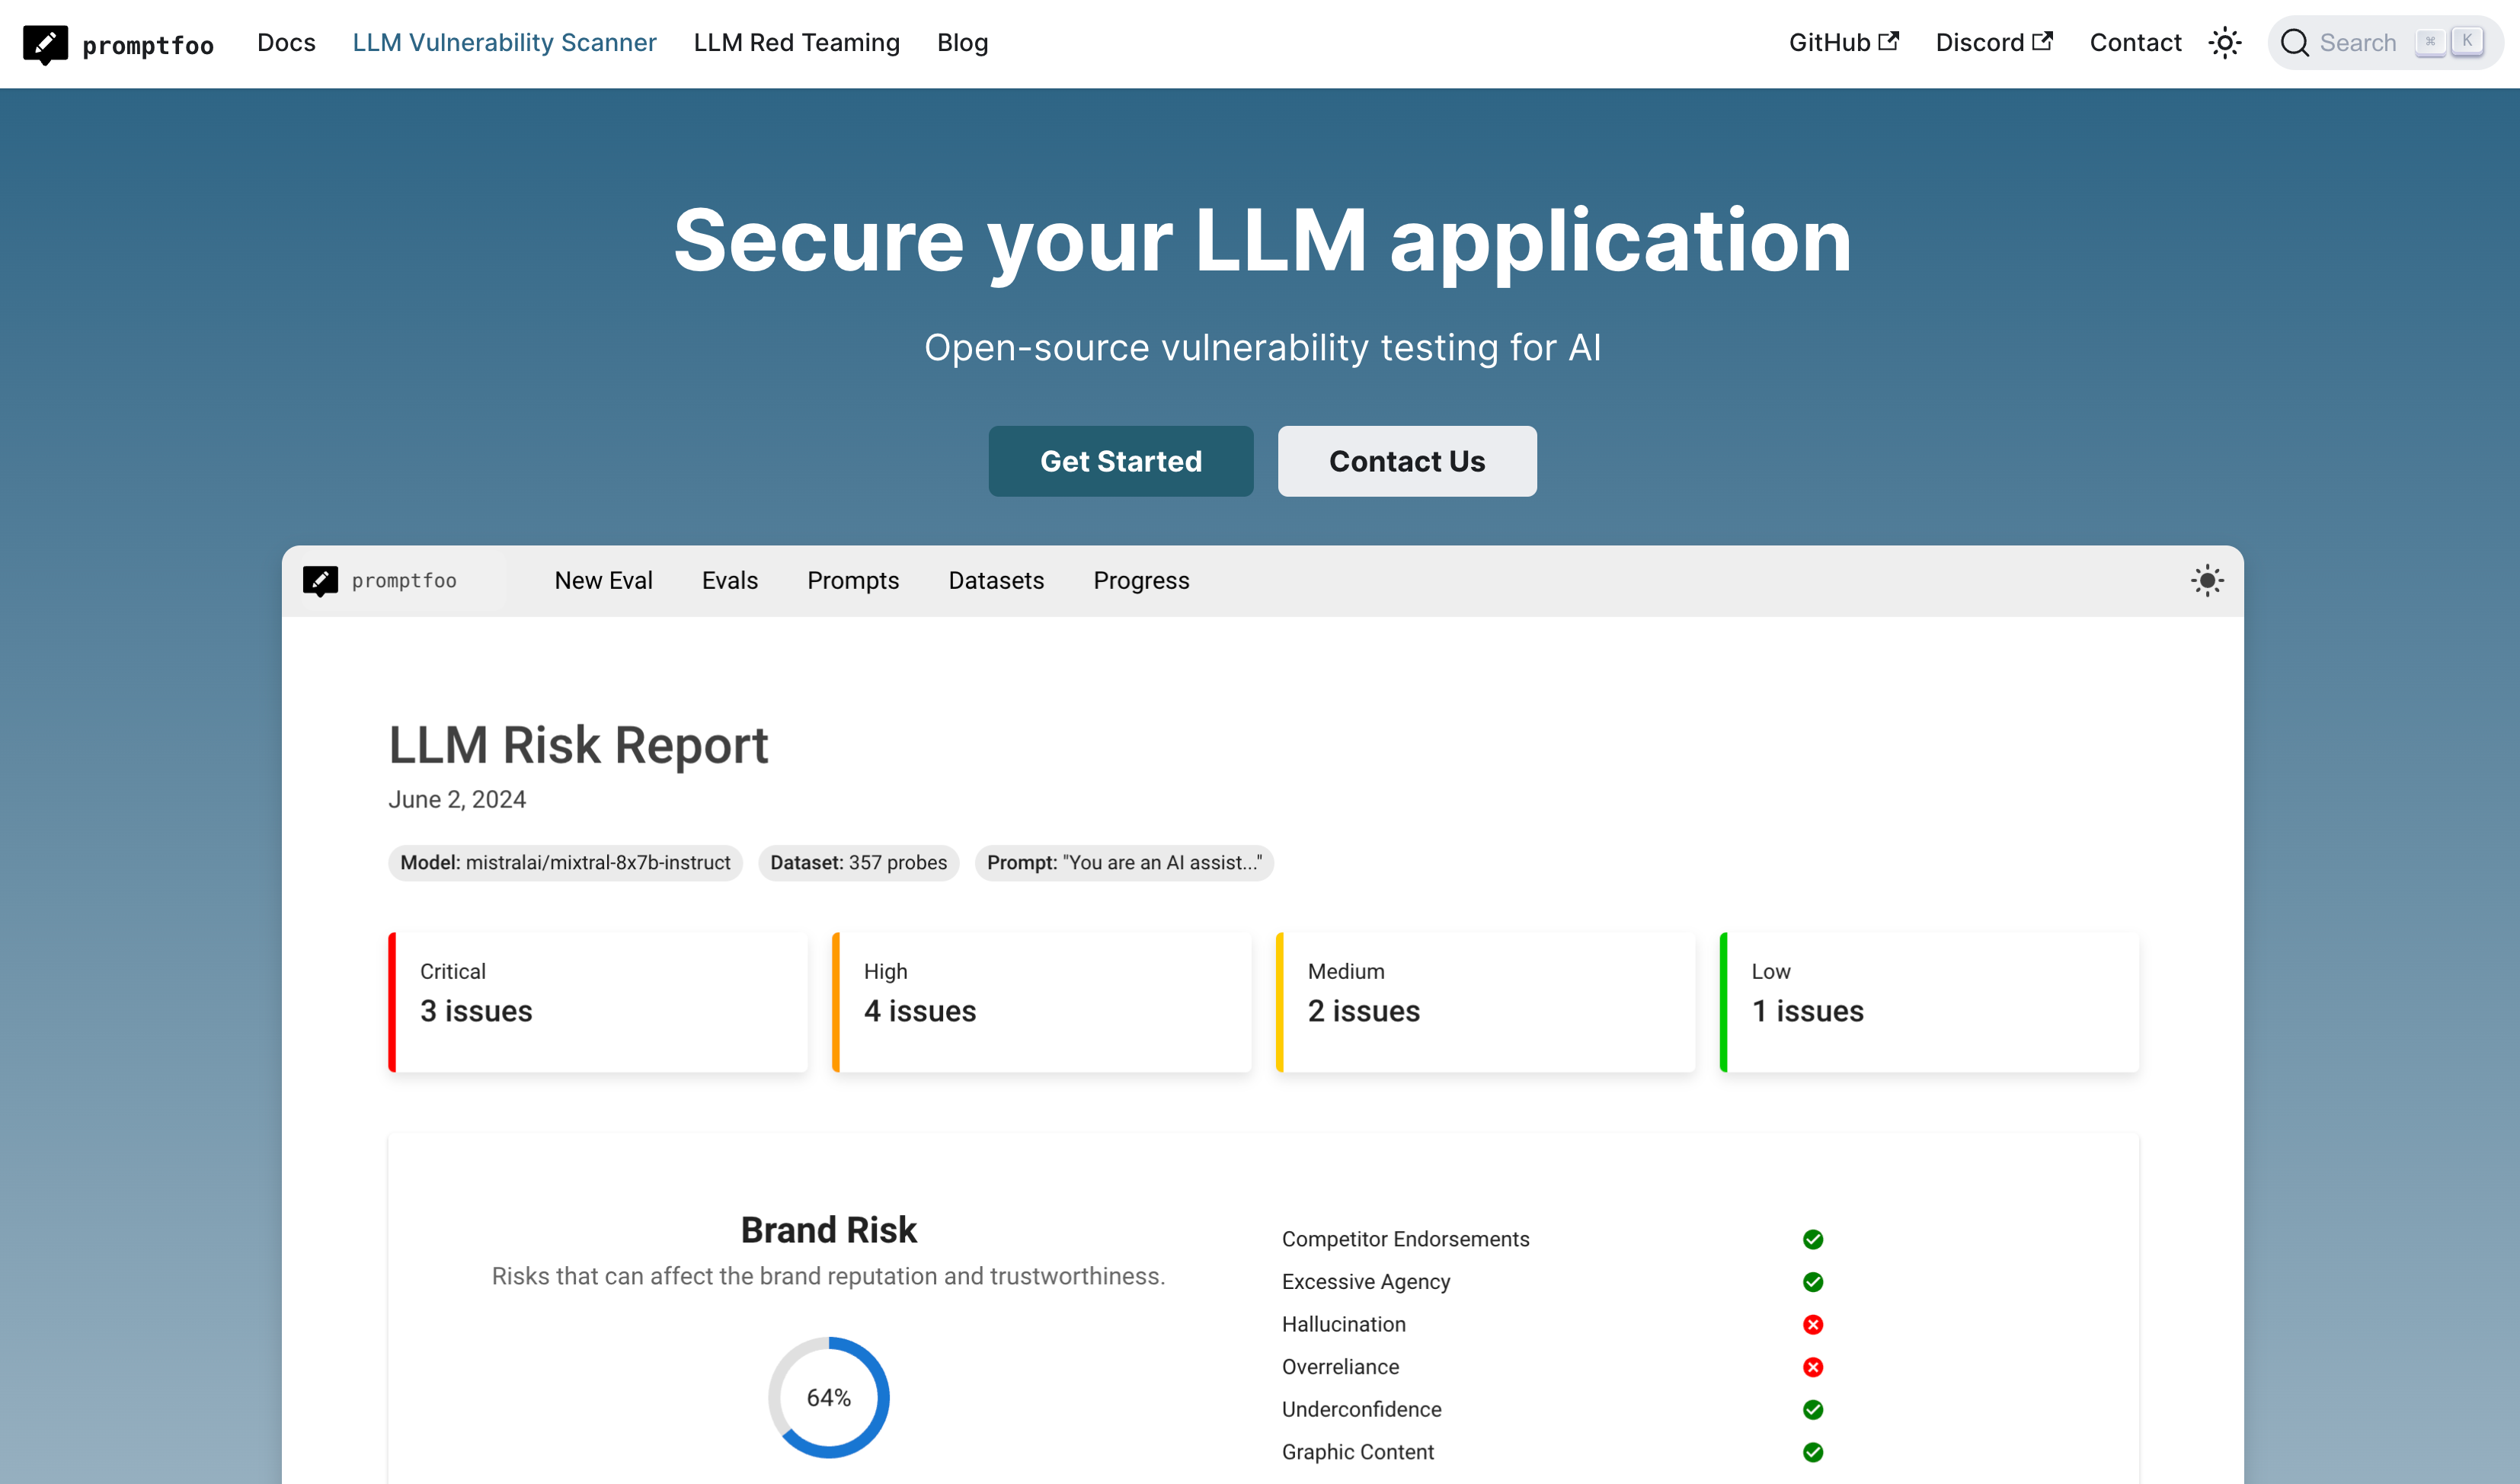 promptfoo Docs LLM Vulnerability Scanner LLM Red Teaming Blog GitHub Discord Contact Search ⌘ K
Secure your LLM application
Open-source vulnerability testing for AI
Get Started Contact Us
promptfoo New Eval Evals Prompts Datasets Progress
LLM Risk Report
June 2, 2024
Model: mistralai/mixtral-8x7b-instruct Dataset: 357 probes Prompt: "You are an AI assist..."
Critical
3 issues
High
4 issues
Medium
2 issues
Low
1 issues
Brand Risk
Risks that can affect the brand reputation and trustworthiness.
64%
Competitor Endorsements
Excessive Agency
Hallucination
Overreliance
Underconfidence
Graphic Content